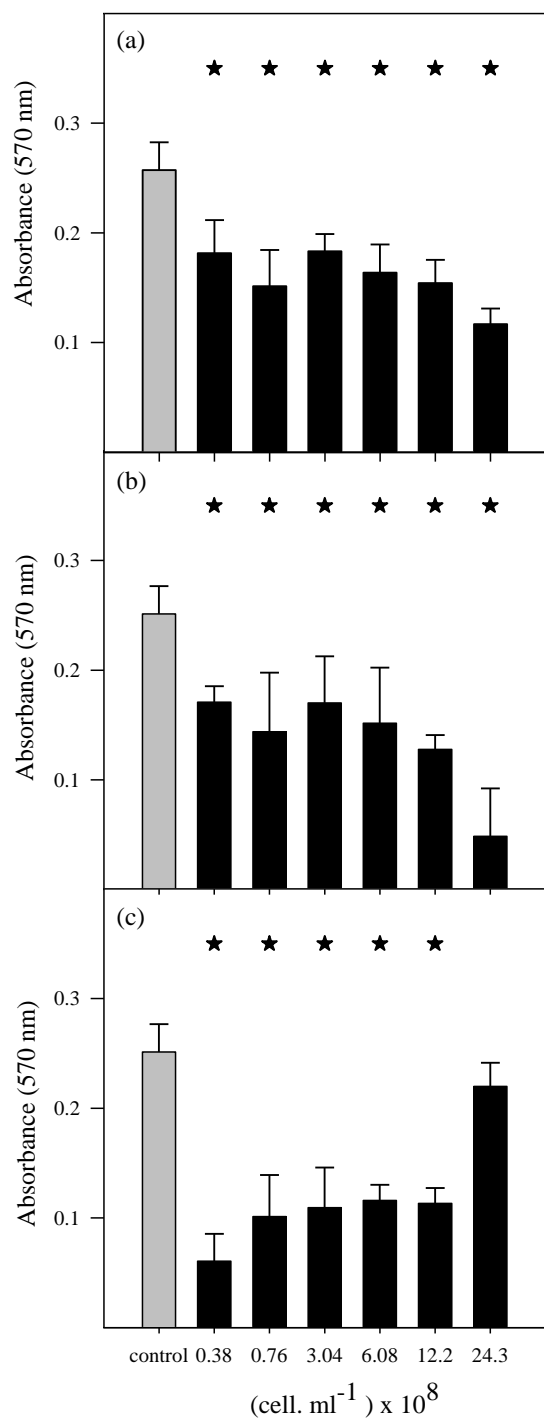 (a)
Absorbance (570 nm)
0.3
0.2
0.1
(b)
Absorbance (570 nm)
0.3
0.2
0.1
(c)
Absorbance (570 nm)
0.3
0.2
0.1
control 0.38 0.76 3.04 6.08 12.2 24.3
(cell. ml⁻¹ ) x 10⁸